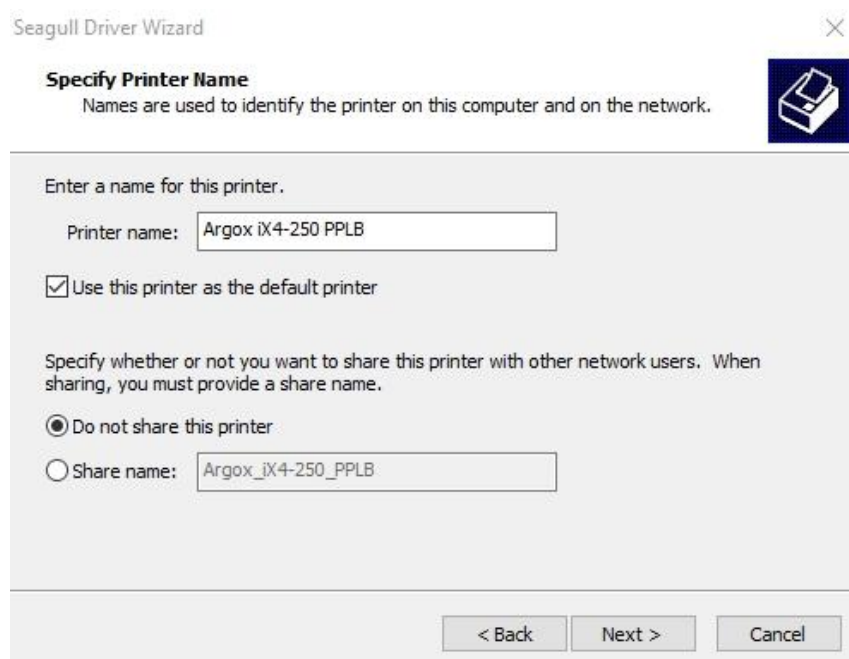 Seagull Driver Wizard
Specify Printer Name
Names are used to identify the printer on this computer and on the network.
Enter a name for this printer.
Printer name: Argox iX4-250 PPLB
Use this printer as the default printer
Specify whether or not you want to share this printer with other network users. When
sharing, you must provide a share name.
Do not share this printer
Share name: Argox_iX4-250_PPLB
< Back Next > Cancel